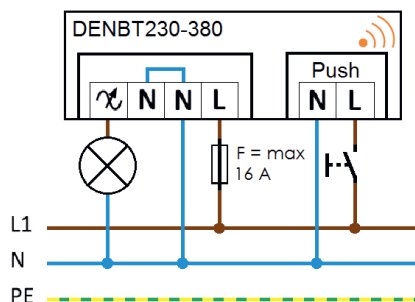 DENBT230-380
Push
N N L
N L
F = max
16 A
L1
N
PE